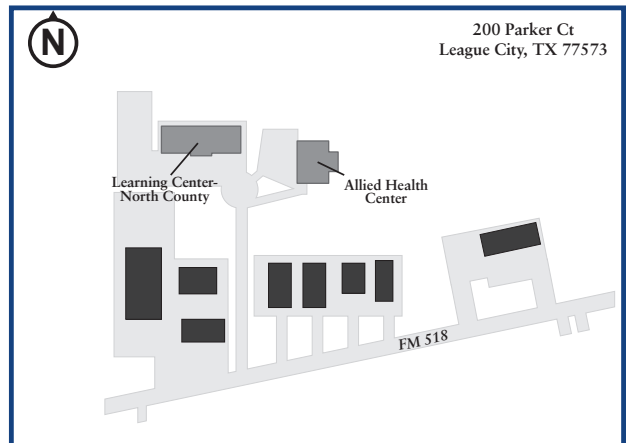 N
200 Parker Ct
League City, TX 77573
Learning Center-
North County
Allied Health
Center
FM 518